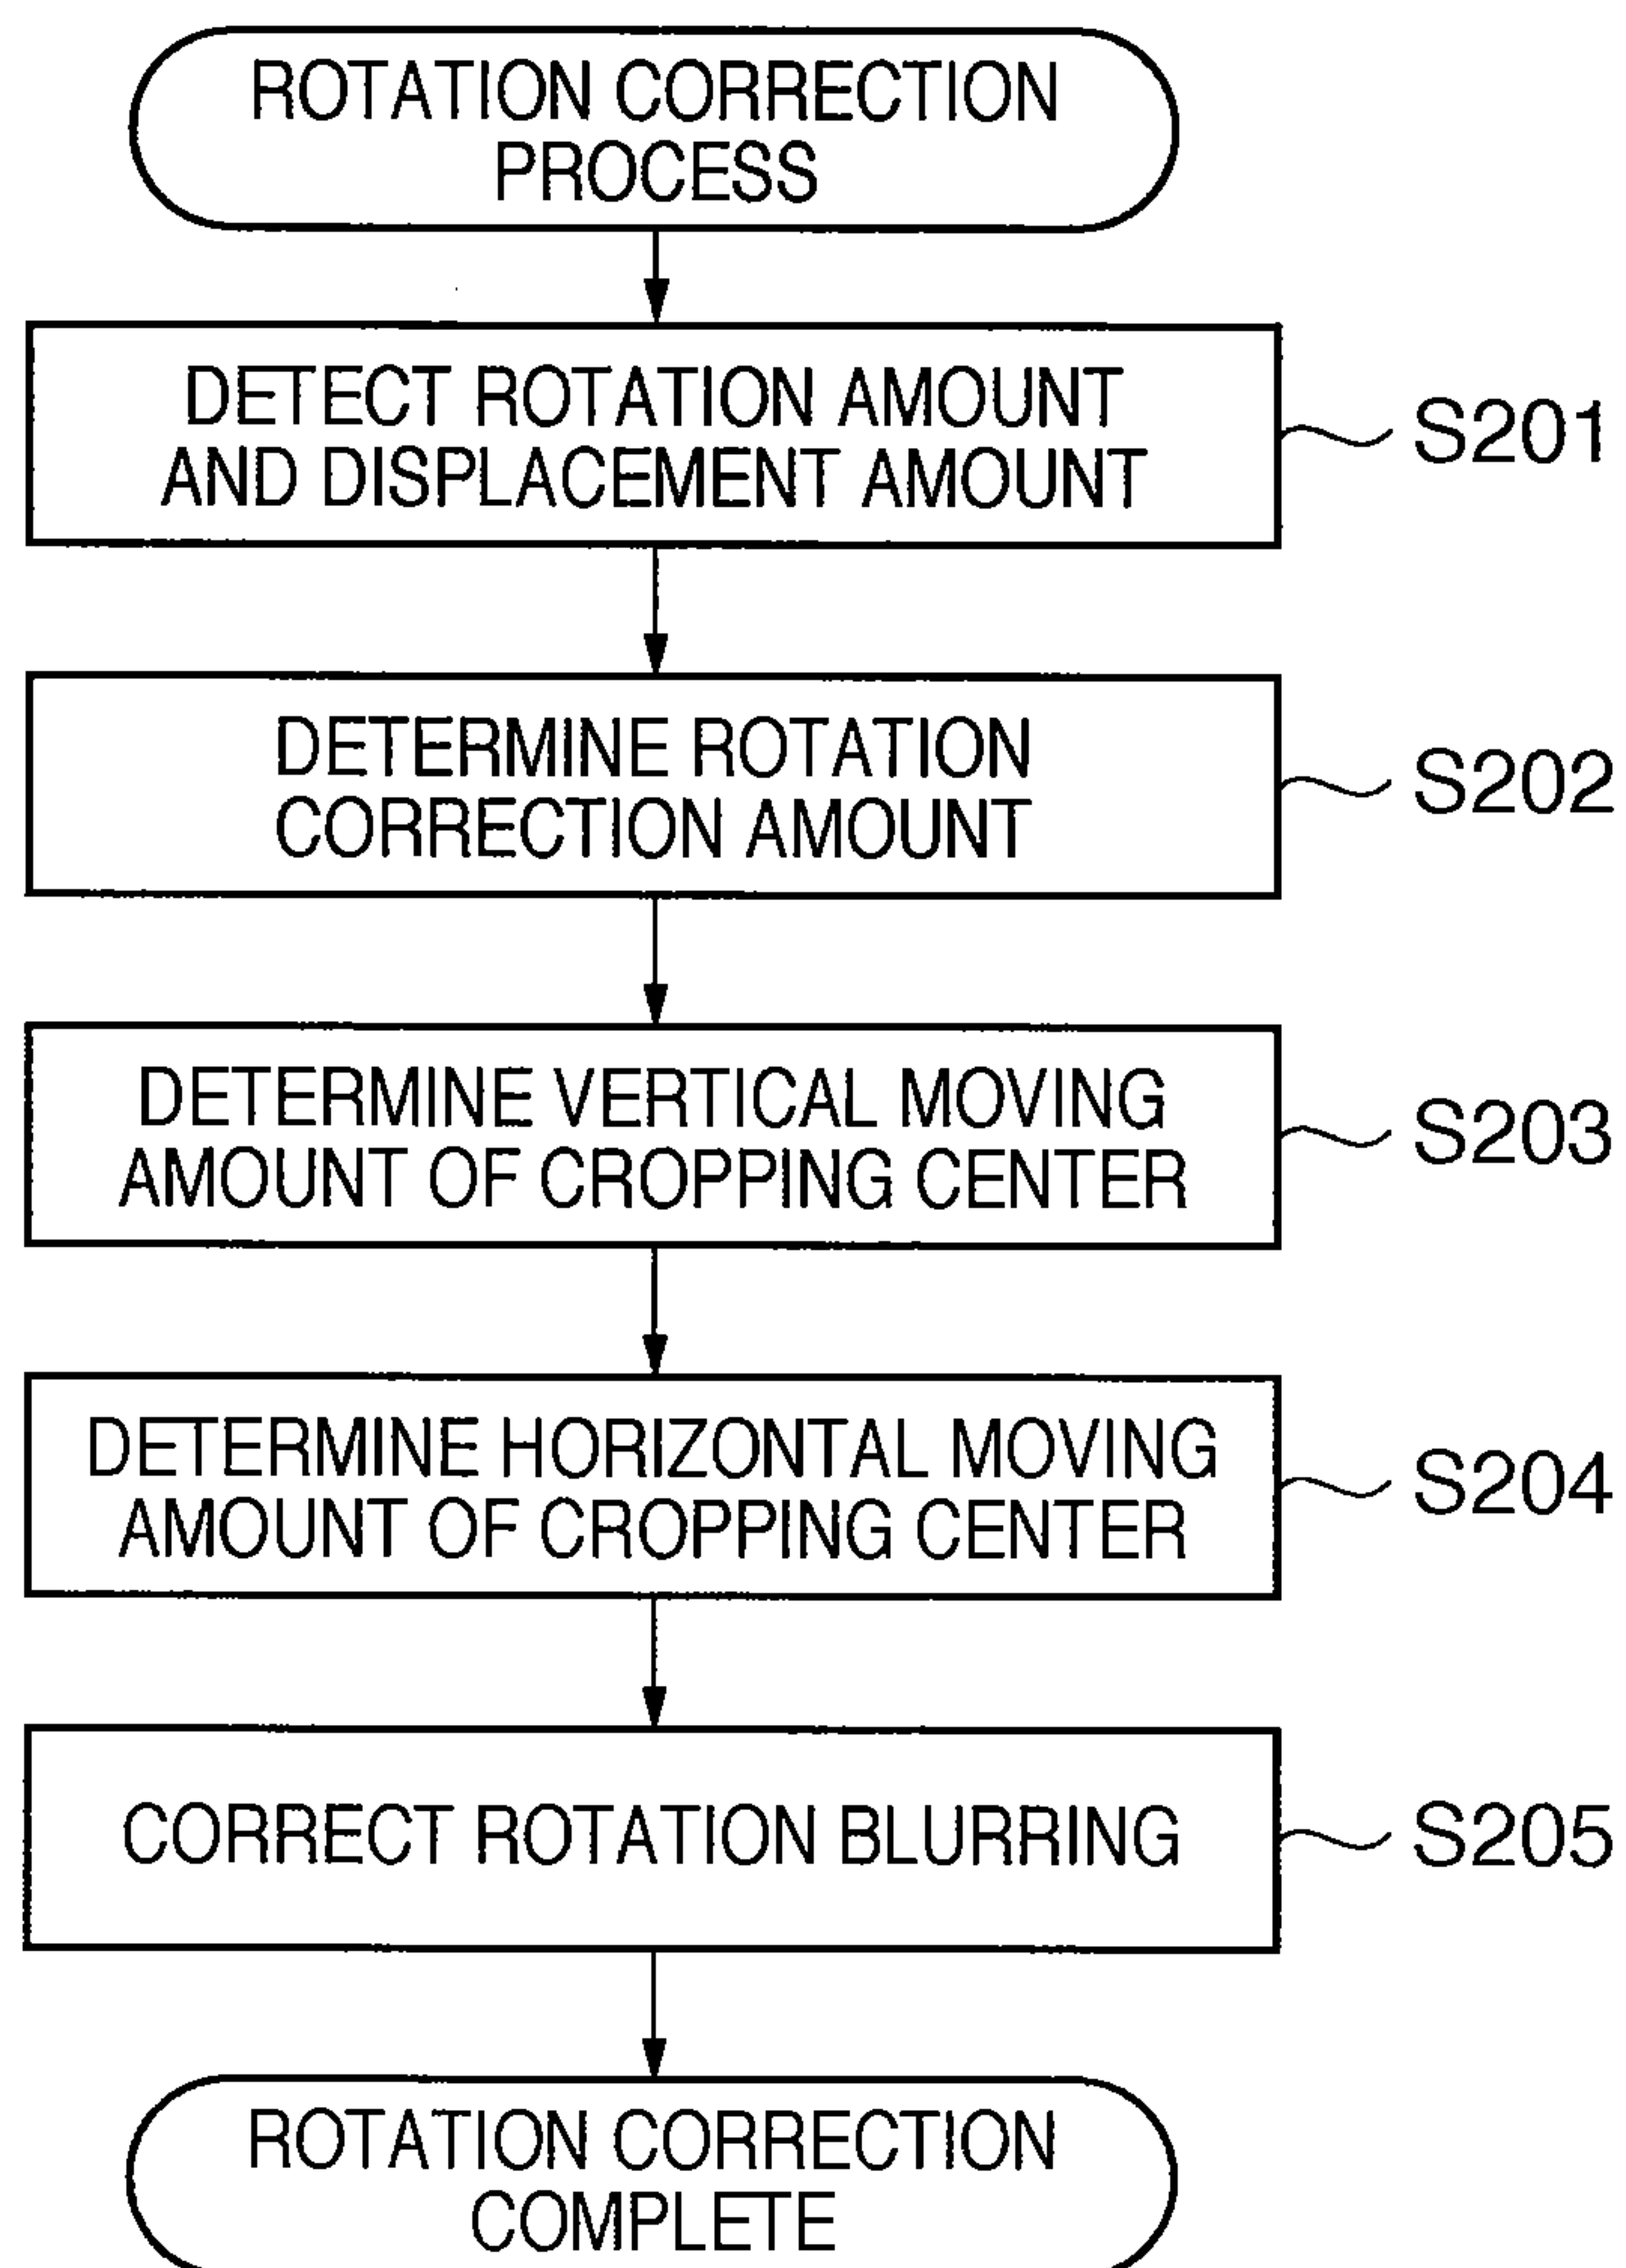 ROTATION CORRECTION
PROCESS
DETECT ROTATION AMOUNT
AND DISPLACEMENT AMOUNT
S201
DETERMINE ROTATION
CORRECTION AMOUNT
S202
DETERMINE VERTICAL MOVING
AMOUNT OF CROPPING CENTER
S203
DETERMINE HORIZONTAL MOVING
AMOUNT OF CROPPING CENTER
S204
CORRECT ROTATION BLURRING
S205
ROTATION CORRECTION
COMPLETE